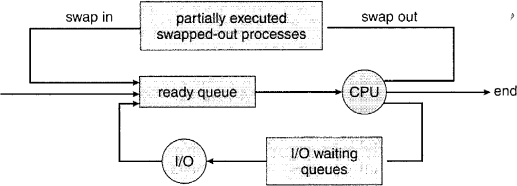 swap in
partially executed
swapped-out processes
swap out
ready queue
CPU
end
I/O
I/O waiting
queues